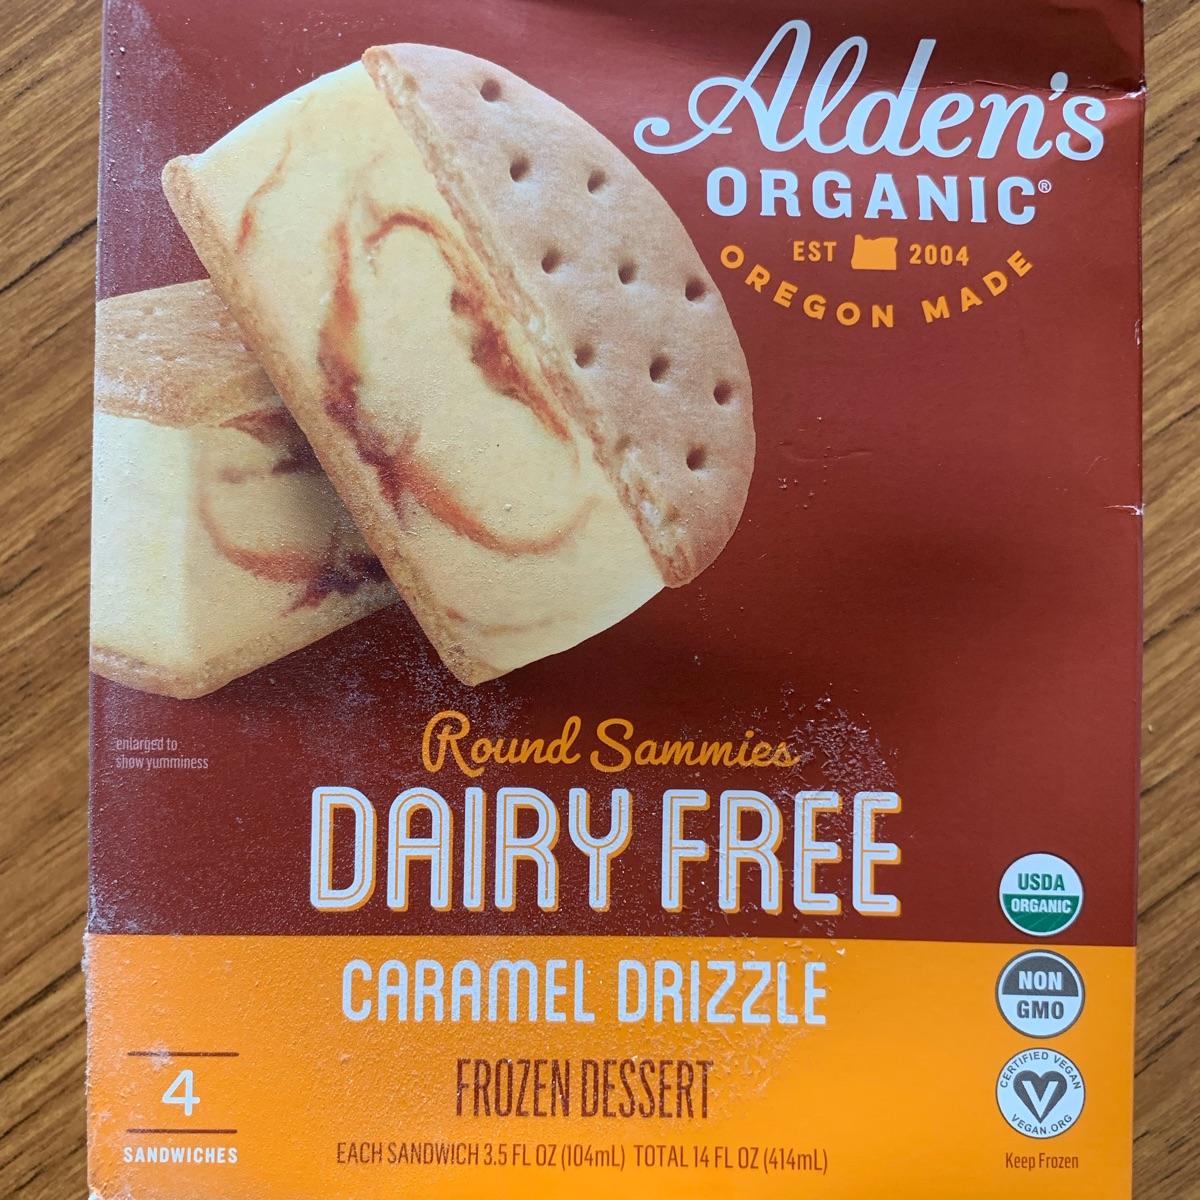 Alden's
ORGANIC®
EST 2004
OREGON MADE
enlarged to
show yumminess
Round Sammies
DAIRY FREE
CARAMEL DRIZZLE
FROZEN DESSERT
4
SANDWICHES
EACH SANDWICH 3.5 FL OZ (104mL) TOTAL 14 FL OZ (414mL)
USDA
ORGANIC
NON
GMO
CERTIFIED VEGAN
V
VEGAN.ORG
Keep Frozen